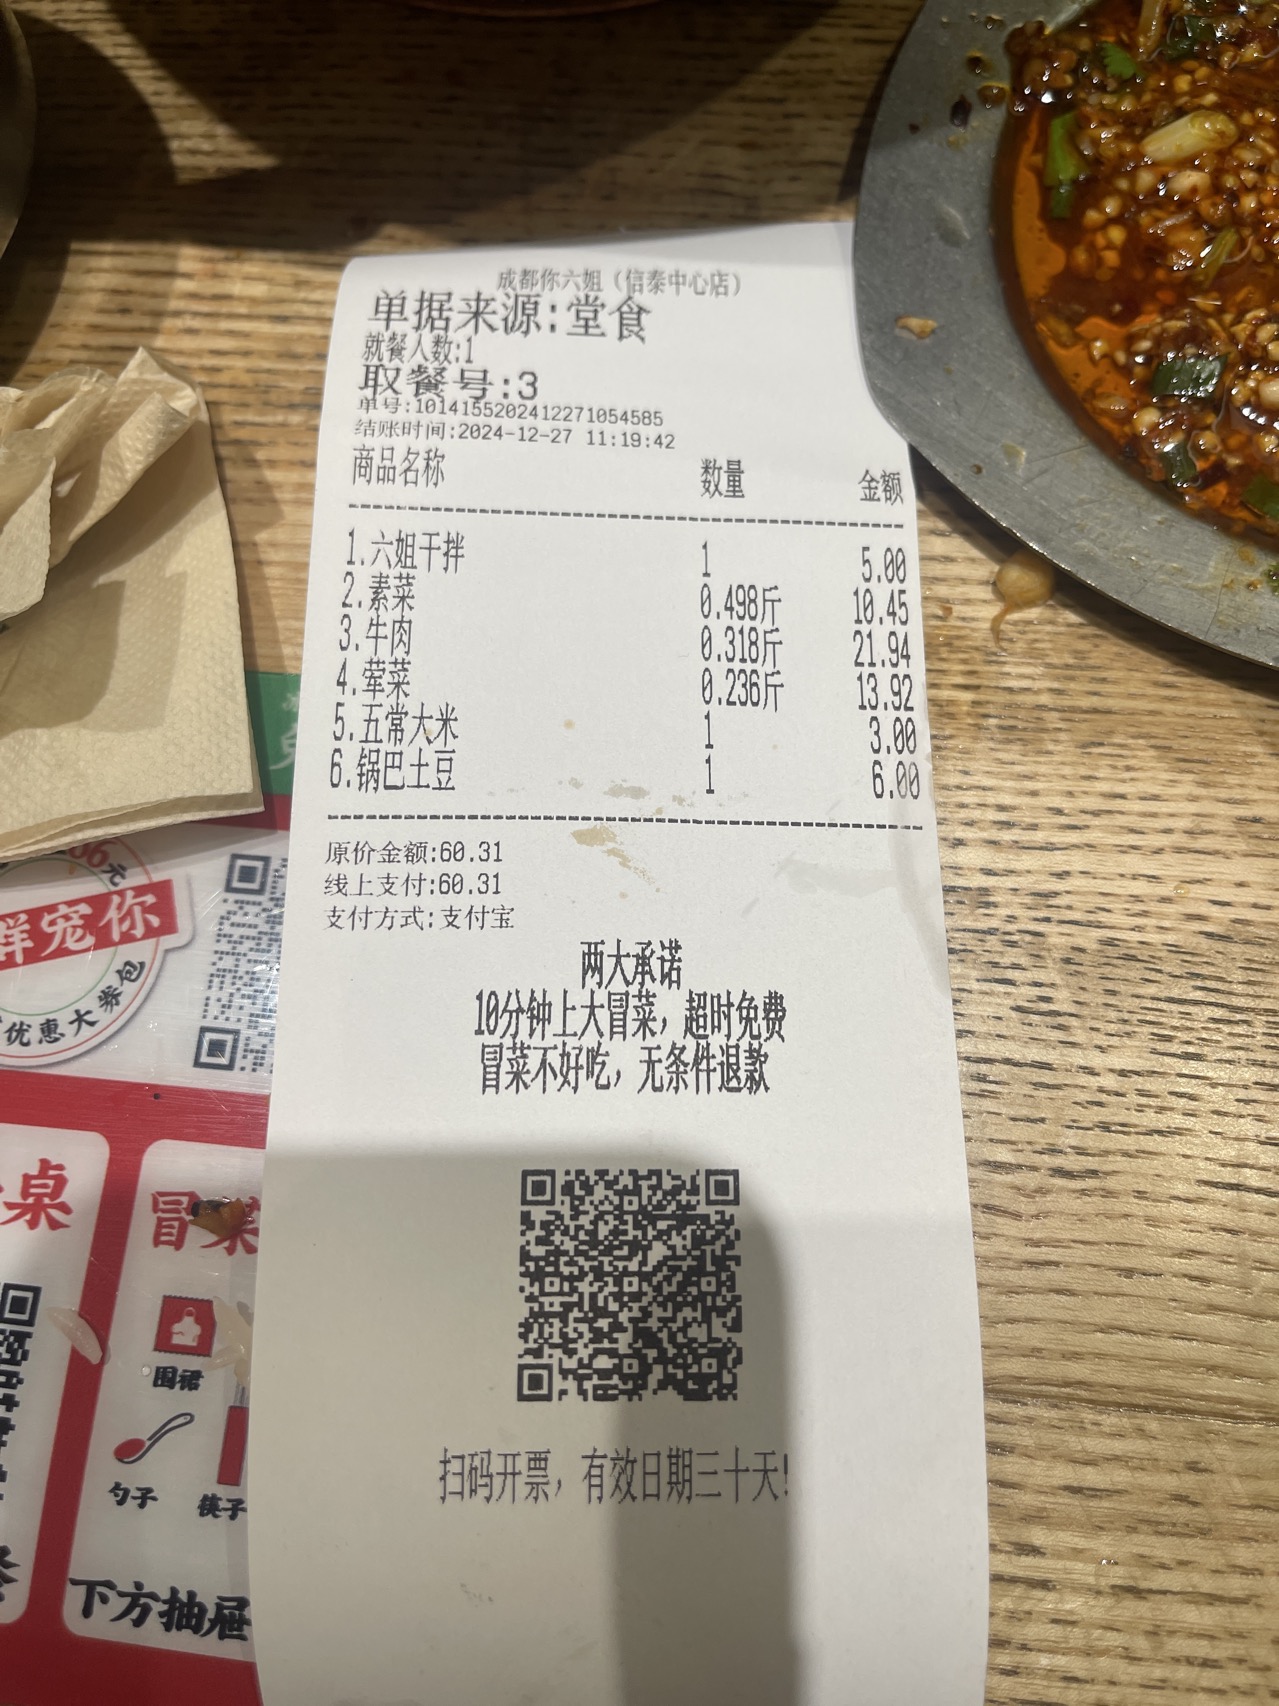 成都你六姐（信泰中心店）
单据来源:堂食
就餐人数:1
取餐号:3
单号:1014155202412271054585
结账时间:2024-12-27 11:19:42
商品名称 数量 金额
1.六姐干拌 1 5.00
2.素菜 0.498斤 10.45
3.牛肉 0.318斤 21.94
4.荤菜 0.236斤 13.92
5.五常大米 1 3.00
6.锅巴土豆 1 6.00
原价金额:60.31
线上支付:60.31
支付方式:支付宝
两大承诺
10分钟上大冒菜，超时免费
冒菜不好吃，无条件退款
扫码开票，有效日期三十天!
元
宠你
优惠大券包
桌
冒菜
围裙
勺子
筷子
下方抽屉